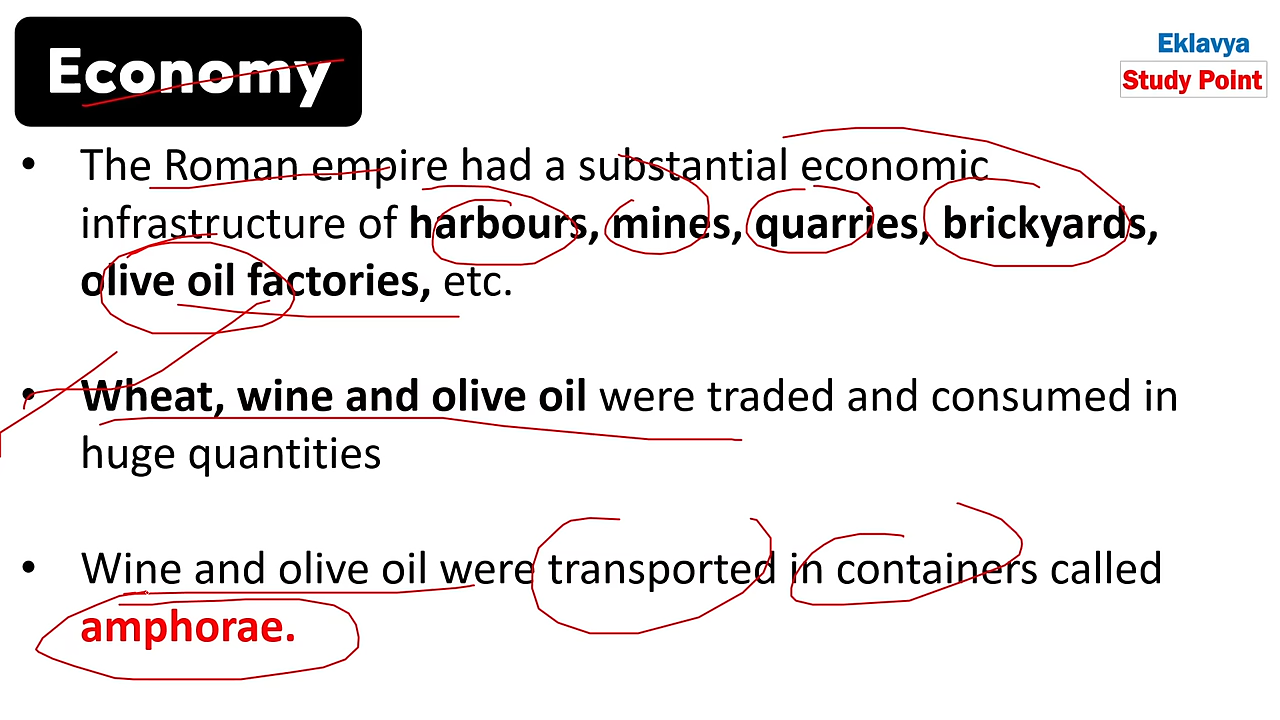 Economy
Eklavya
Study Point
• The Roman empire had a substantial economic
infrastructure of harbours, mines, quarries, brickyards,
olive oil factories, etc.
• Wheat, wine and olive oil were traded and consumed in
huge quantities
• Wine and olive oil were transported in containers called
amphorae.